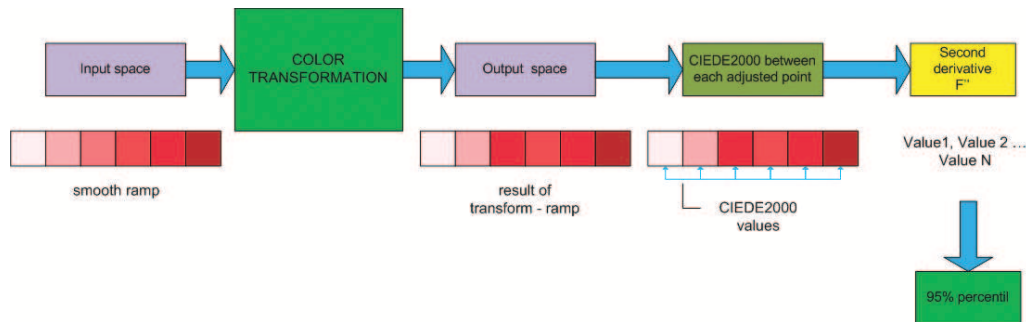 Input space
COLOR
TRANSFORMATION
Output space
CIEDE2000 between
each adjusted point
Second
derivative
F''
smooth ramp
result of
transform - ramp
CIEDE2000
values
Value1, Value 2 ...
Value N
95% percentil